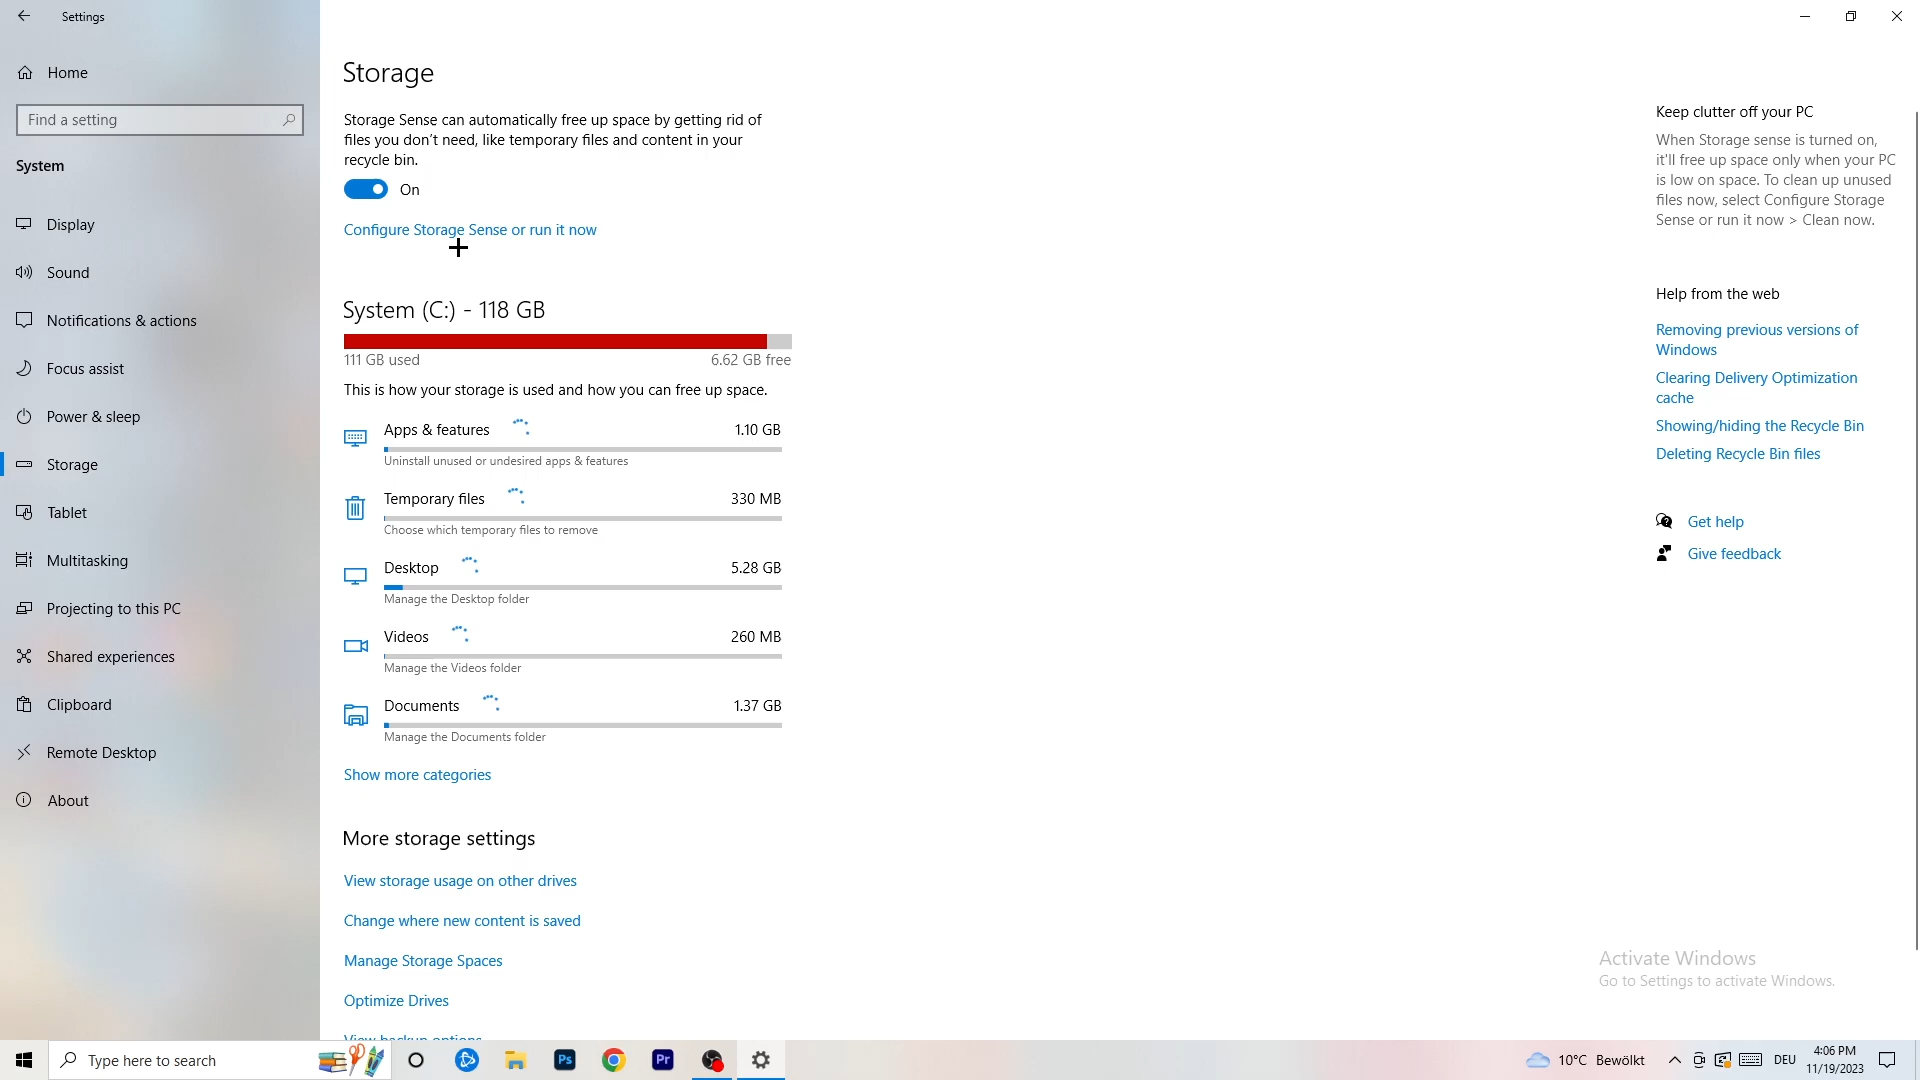 Settings
Home
Find a setting
System
Display
Sound
Notifications & actions
Focus assist
Power & sleep
Storage
Tablet
Multitasking
Projecting to this PC
Shared experiences
Clipboard
Remote Desktop
About
Storage
Storage Sense can automatically free up space by getting rid of
files you don't need, like temporary files and content in your
recycle bin.
On
Configure Storage Sense or run it now
System (C:) - 118 GB
111 GB used
6.62 GB free
This is how your storage is used and how you can free up space.
Apps & features
1.10 GB
Uninstall unused or undesired apps & features
Temporary files
330 MB
Choose which temporary files to remove
Desktop
5.28 GB
Manage the Desktop folder
Videos
260 MB
Manage the Videos folder
Documents
1.37 GB
Manage the Documents folder
Show more categories
More storage settings
View storage usage on other drives
Change where new content is saved
Manage Storage Spaces
Optimize Drives
View backup options
Keep clutter off your PC
When Storage sense is turned on,
it'll free up space only when your PC
is low on space. To clean up unused
files now, select Configure Storage
Sense or run it now > Clean now.
Help from the web
Removing previous versions of
Windows
Clearing Delivery Optimization
cache
Showing/hiding the Recycle Bin
Deleting Recycle Bin files
Get help
Give feedback
Activate Windows
Go to Settings to activate Windows.
Type here to search
Ps
Pr
10°C Bewölkt
DEU
4:06 PM
11/19/2023